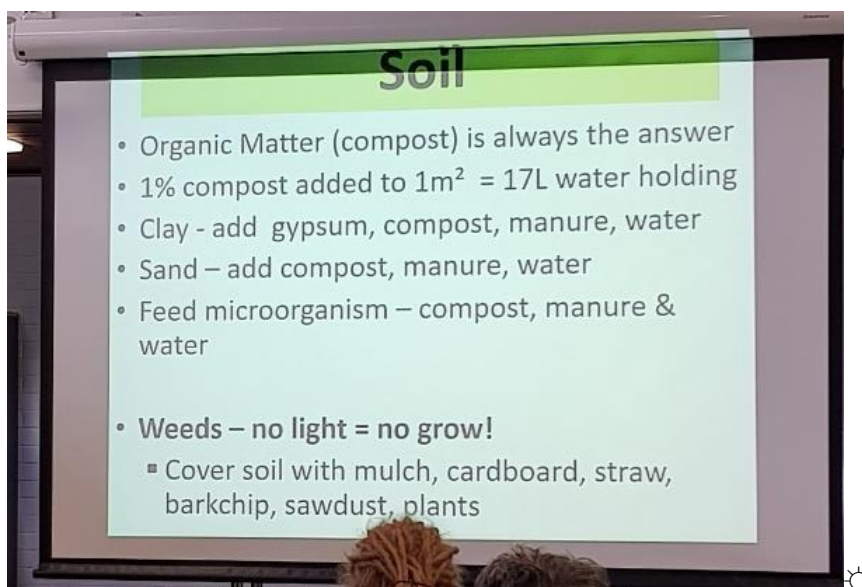 Soil
• Organic Matter (compost) is always the answer
• 1% compost added to 1m² = 17L water holding
• Clay - add gypsum, compost, manure, water
• Sand – add compost, manure, water
• Feed microorganism – compost, manure &
water
• Weeds – no light = no grow!
▪ Cover soil with mulch, cardboard, straw,
barkchip, sawdust, plants